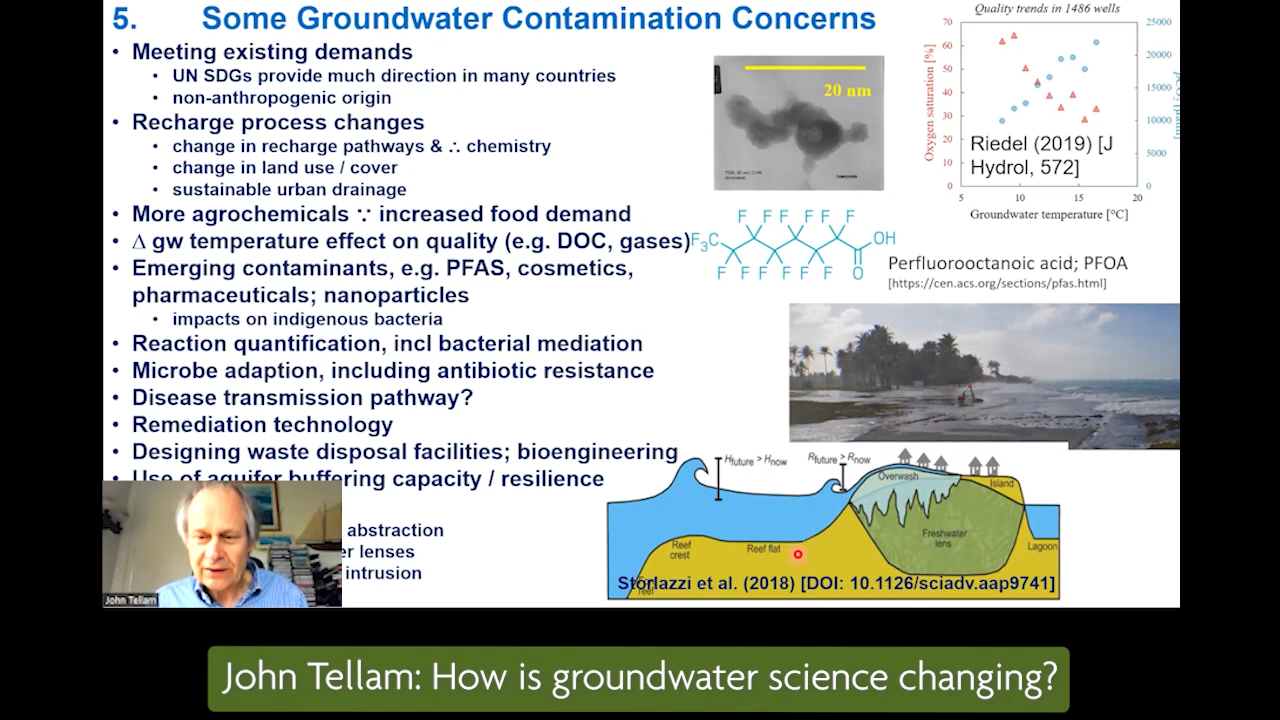 5. Some Groundwater Contamination Concerns
• Meeting existing demands
• UN SDGs provide much direction in many countries
• non-anthropogenic origin
• Recharge process changes
• change in recharge pathways & ∴ chemistry
• change in land use / cover
• sustainable urban drainage
• More agrochemicals ∵ increased food demand
• Δ gw temperature effect on quality (e.g. DOC, gases)
• Emerging contaminants, e.g. PFAS, cosmetics,
pharmaceuticals; nanoparticles
• impacts on indigenous bacteria
• Reaction quantification, incl bacterial mediation
• Microbe adaption, including antibiotic resistance
• Disease transmission pathway?
• Remediation technology
• Designing waste disposal facilities; bioengineering
• Use of aquifer buffering capacity / resilience
abstraction
lenses
intrusion
John Tellam
20 nm
Quality trends in 1486 wells
Oxygen saturation [%]
70
60
50
40
30
20
10
0
25000
20000
15000
10000
5000
0
5 10 15 20
Groundwater temperature [°C]
Riedel (2019) [J
Hydrol, 572]
F F F F F F
F3C OH
F F F F F F O
Perfluorooctanoic acid; PFOA
[https://cen.acs.org/sections/pfas.html]
Hfuture > Hnow
Rfuture > Rnow
Overwash
Island
Freshwater
lens
Reef
crest
Reef flat
Lagoon
reef
Storlazzi et al. (2018) [DOI: 10.1126/sciadv.aap9741]
John Tellam: How is groundwater science changing?